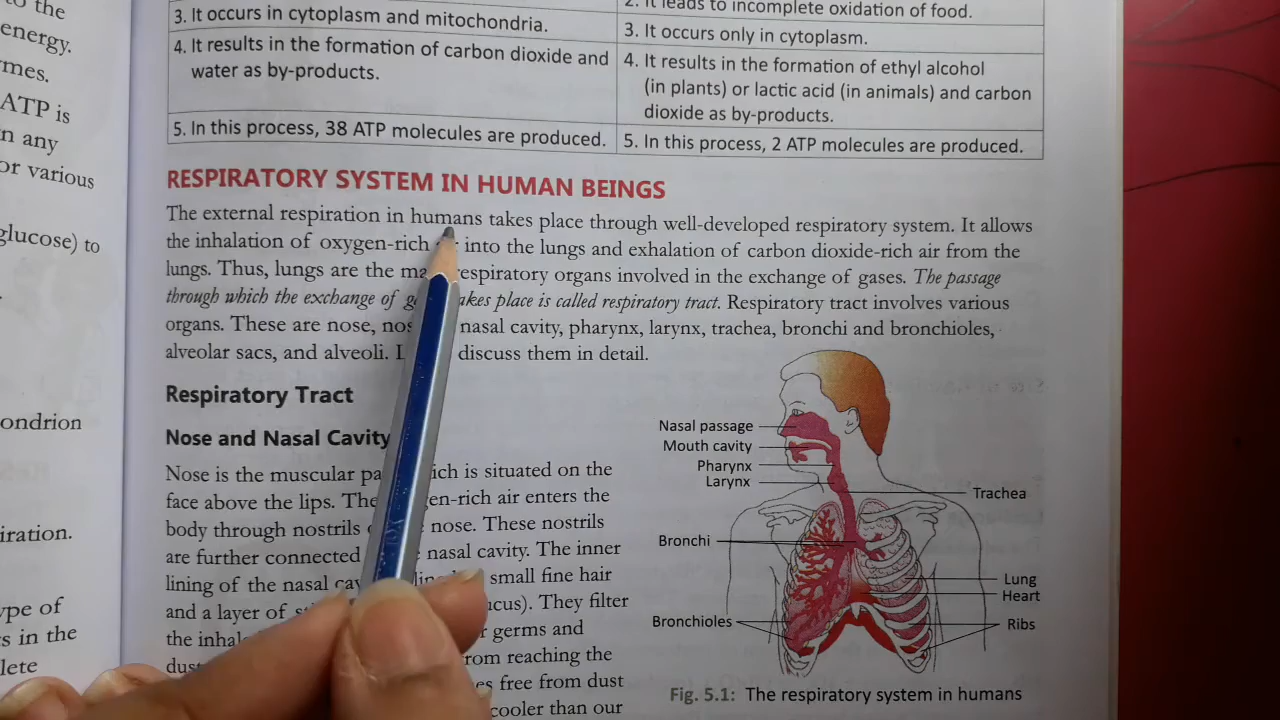 o the
energy.
mes.
ATP is
n any
or various
glucose) to
ondrion
iration.
ype of
s in the
lete
2. It leads to incomplete oxidation of food.
3. It occurs in cytoplasm and mitochondria.
3. It occurs only in cytoplasm.
4. It results in the formation of carbon dioxide and
water as by-products.
4. It results in the formation of ethyl alcohol
(in plants) or lactic acid (in animals) and carbon
dioxide as by-products.
5. In this process, 38 ATP molecules are produced.
5. In this process, 2 ATP molecules are produced.
RESPIRATORY SYSTEM IN HUMAN BEINGS
The external respiration in humans takes place through well-developed respiratory system. It allows
the inhalation of oxygen-rich into the lungs and exhalation of carbon dioxide-rich air from the
lungs. Thus, lungs are the respiratory organs involved in the exchange of gases. The passage
through which the exchange of takes place is called respiratory tract. Respiratory tract involves various
organs. These are nose, nasal cavity, pharynx, larynx, trachea, bronchi and bronchioles,
alveolar sacs, and alveoli. discuss them in detail.
Respiratory Tract
Nose and Nasal Cavity
Nose is the muscular which is situated on the
face above the lips. The oxygen-rich air enters the
body through nostrils nose. These nostrils
are further connected nasal cavity. The inner
lining of the nasal small fine hair
and a layer of (mucus). They filter
the germs and
from reaching the
free from dust
cooler than our
Nasal passage
Mouth cavity
Pharynx
Larynx
Trachea
Bronchi
Lung
Heart
Bronchioles
Ribs
Fig. 5.1: The respiratory system in humans